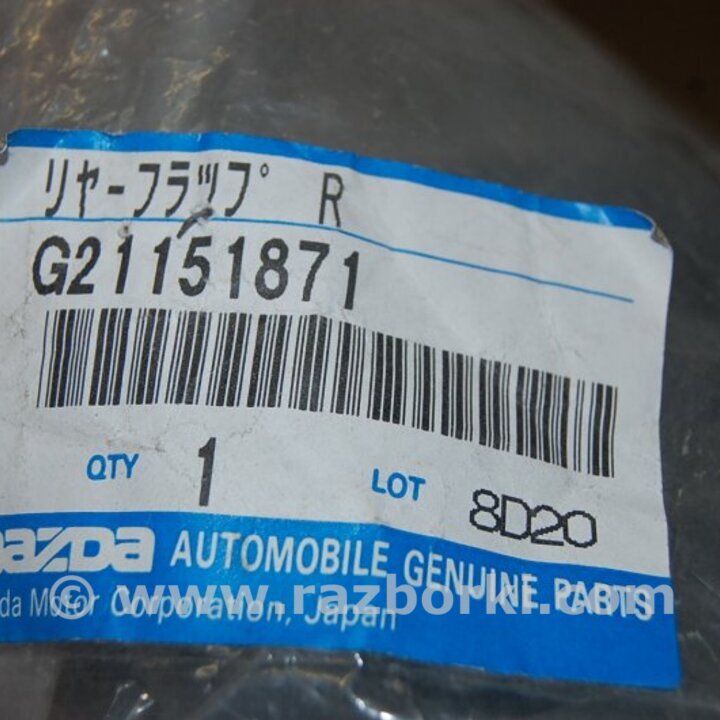 ﾘﾔｰﾌﾗｯﾌﾟ R
G21151871
QTY 1 LOT 8D20
mazda AUTOMOBILE GENUINE PARTS
© www.razborki.com
da Motor Corporation, Japan